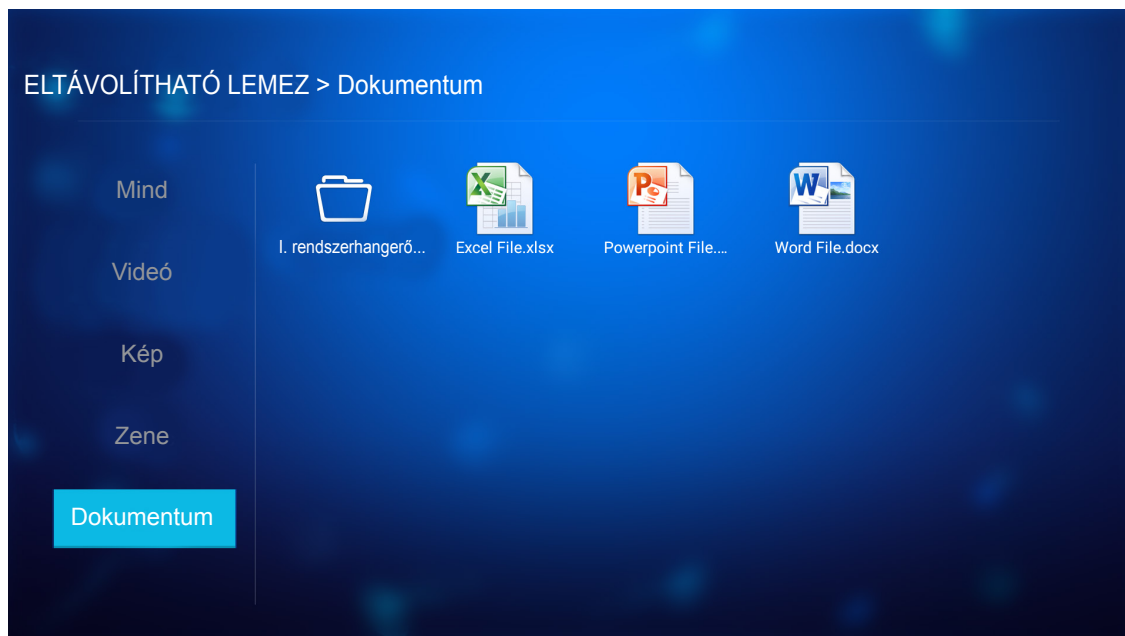 ELTÁVOLÍTHATÓ LEMEZ > Dokumentum
Mind
Videó
Kép
Zene
Dokumentum
I. rendszerhangerő...
Excel File.xlsx
Powerpoint File....
Word File.docx